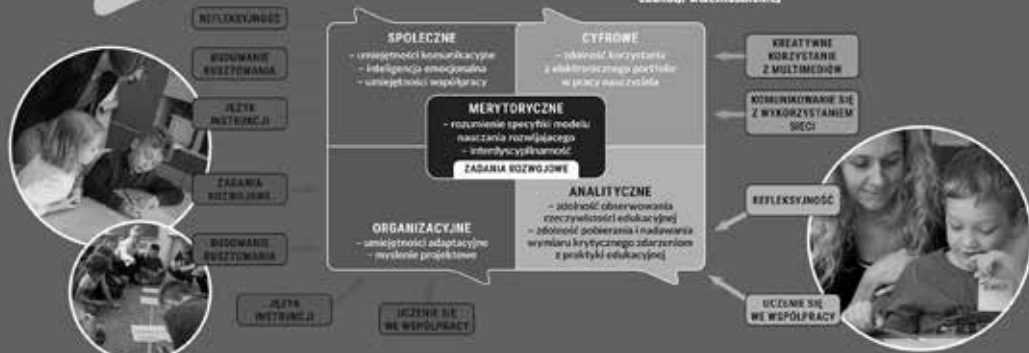 REFLEKSYJNOŚĆ
BUDOWANIE
RUSZTOWANIA
JĘZYK
INSTRUKCJI
ZADANIA
ROZWOJOWE
BUDOWANIE
RUSZTOWANIA
JĘZYK
INSTRUKCJI
UCZENIE SIĘ
WE WSPÓŁPRACY
SPOŁECZNE
– umiejętności komunikacyjne
– inteligencja emocjonalna
– umiejętności współpracy
CYFROWE
– zdolność korzystania
z elektronicznego portfolio
w pracy nauczyciela
MERYTORYCZNE
– rozumienie specyfiki modelu
nauczania rozwijającego
– interdyscyplinarność
ZADANIA ROZWOJOWE
ORGANIZACYJNE
– umiejętności adaptacyjne
– myślenie projektowe
ANALITYCZNE
– zdolność obserwowania
rzeczywistości edukacyjnej
– zdolność pobierania i nadawania
wymiaru krytycznego zdarzeniom
z praktyki edukacyjnej
KREATYWNE
KORZYSTANIE
Z MULTIMEDIÓW
KOMUNIKOWANIE SIĘ
Z WYKORZYSTANIEM
SIECI
REFLEKSYJNOŚĆ
UCZENIE SIĘ
WE WSPÓŁPRACY